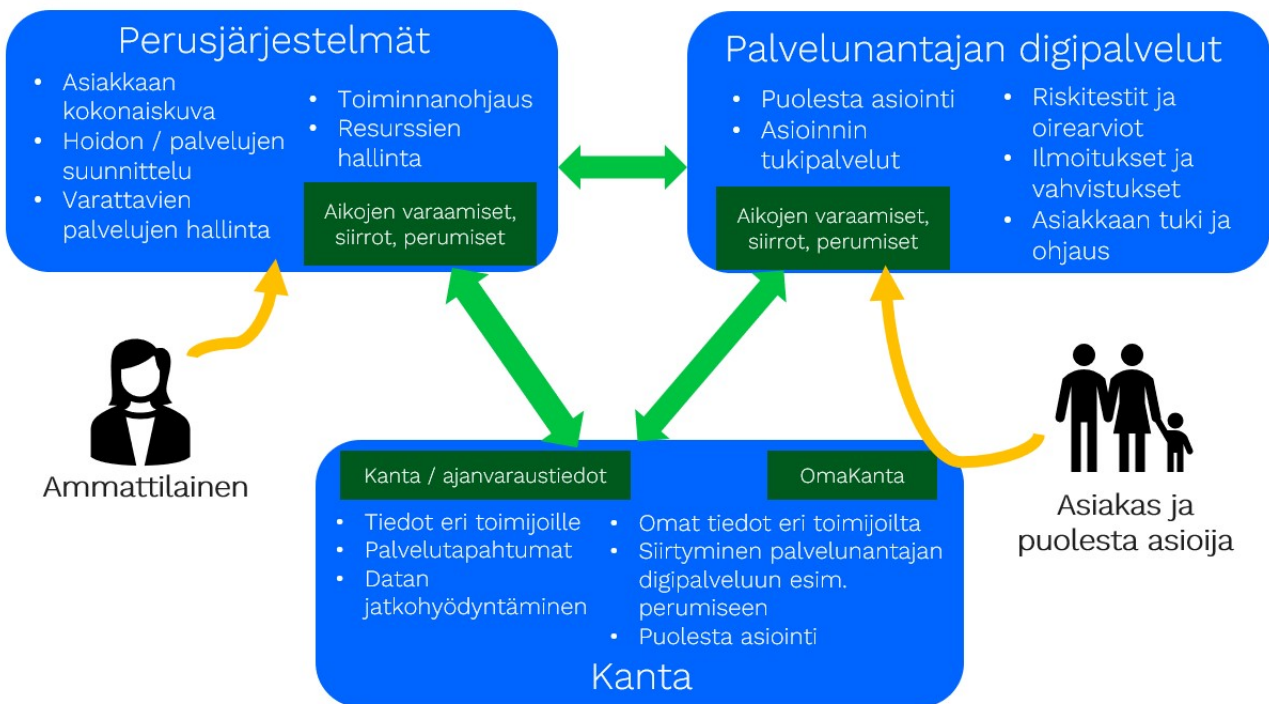 Perusjärjestelmät
• Asiakkaan
kokonaiskuva
• Hoidon / palvelujen
suunnittelu
• Varattavien
palvelujen hallinta
• Toiminnanohjaus
• Resurssien
hallinta
Aikojen varaamiset,
siirrot, perumiset
Palvelunantajan digipalvelut
• Puolesta asiointi
• Asioinnin
tukipalvelut
Aikojen varaamiset,
siirrot, perumiset
• Riskitestit ja
oirearviot
• Ilmoitukset ja
vahvistukset
• Asiakkaan tuki ja
ohjaus
Ammattilainen
Asiakas ja
puolesta asioija
Kanta / ajanvaraustiedot
• Tiedot eri toimijoille
• Palvelutapahtumat
• Datan
jatkohyödyntäminen
OmaKanta
• Omat tiedot eri toimijoilta
• Siirtyminen palvelunantajan
digipalveluun esim.
perumiseen
• Puolesta asiointi
Kanta